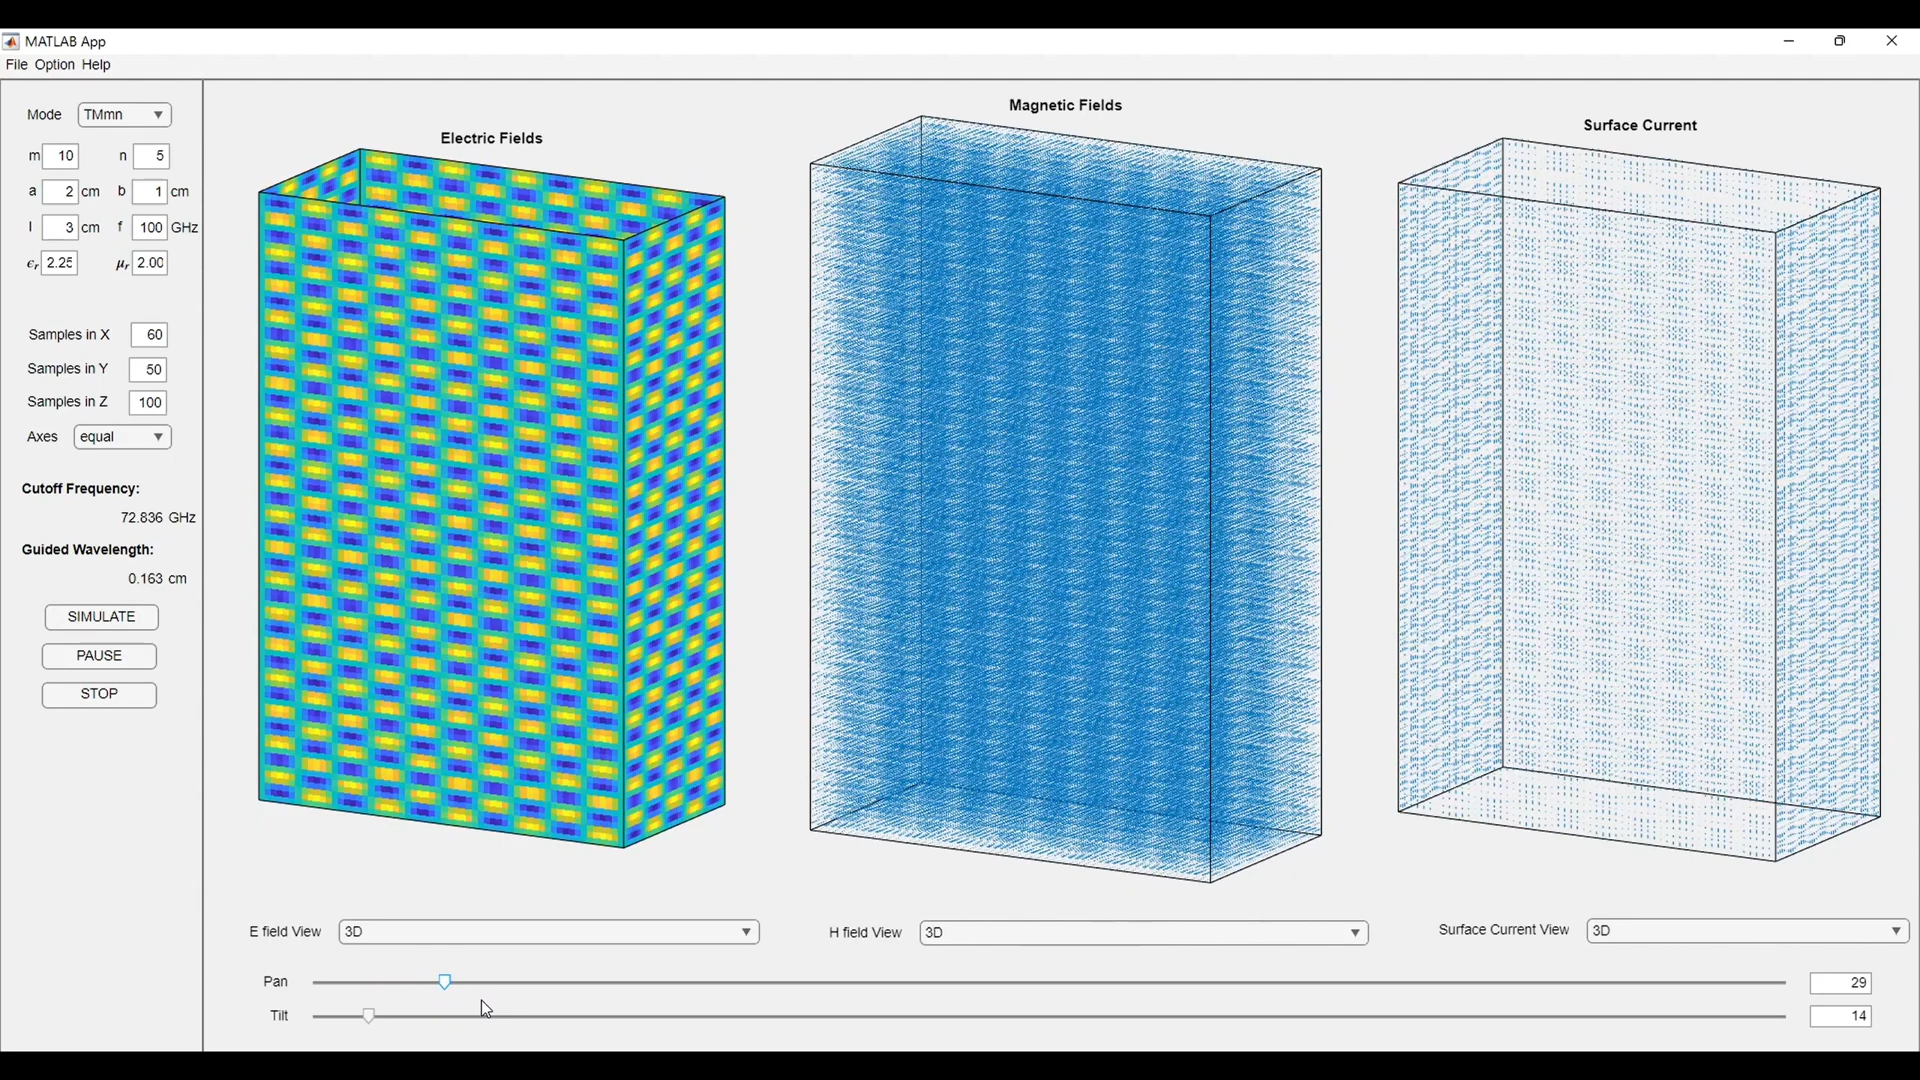 MATLAB App
File Option Help
Mode TMmn
m 10 n 5
a 2 cm b 1 cm
l 3 cm f 100 GHz
ϵr 2.25 μr 2.00
Samples in X 60
Samples in Y 50
Samples in Z 100
Axes equal
Cutoff Frequency:
72.836 GHz
Guided Wavelength:
0.163 cm
SIMULATE
PAUSE
STOP
Electric Fields
Magnetic Fields
Surface Current
E field View 3D
H field View 3D
Surface Current View 3D
Pan 29
Tilt 14